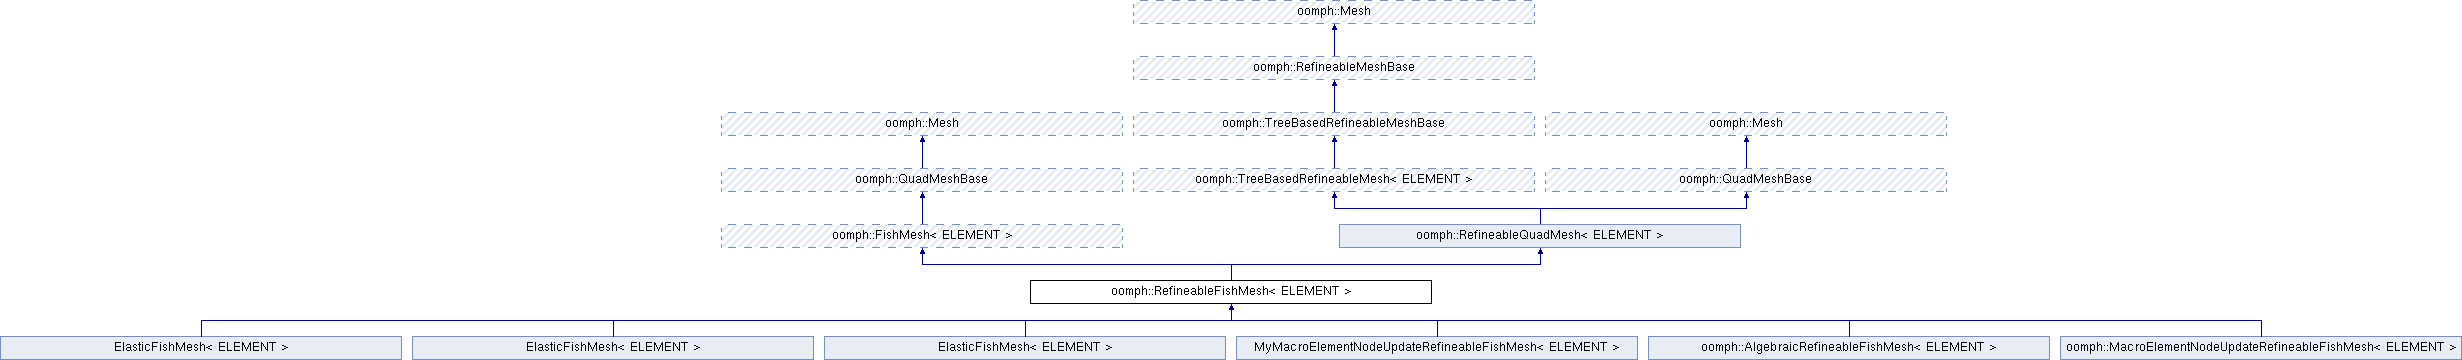 oomph::Mesh
oomph::RefineableMeshBase
oomph::Mesh
oomph::TreeBasedRefineableMeshBase
oomph::Mesh
oomph::QuadMeshBase
oomph::TreeBasedRefineableMesh< ELEMENT >
oomph::QuadMeshBase
oomph::FishMesh< ELEMENT >
oomph::RefineableQuadMesh< ELEMENT >
oomph::RefineableFishMesh< ELEMENT >
ElasticFishMesh< ELEMENT >
ElasticFishMesh< ELEMENT >
ElasticFishMesh< ELEMENT >
MyMacroElementNodeUpdateRefineableFishMesh< ELEMENT >
oomph::AlgebraicRefineableFishMesh< ELEMENT >
oomph::MacroElementNodeUpdateRefineableFishMesh< ELEMENT >